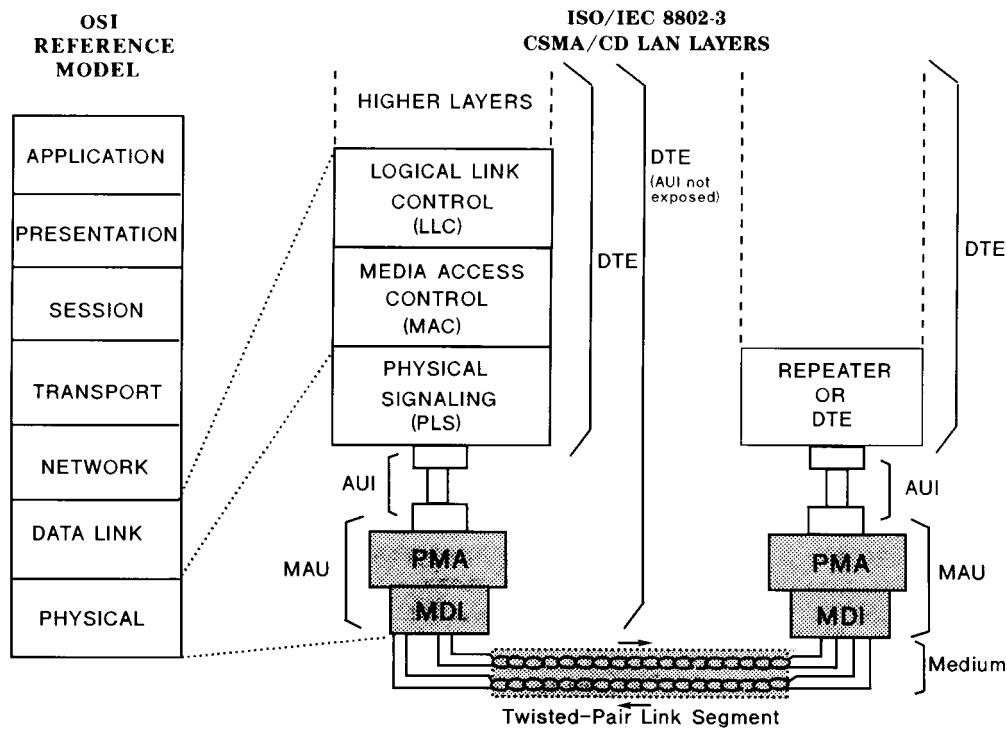 OSI
REFERENCE
MODEL
ISO/IEC 8802-3
CSMA/CD LAN LAYERS
APPLICATION
PRESENTATION
SESSION
TRANSPORT
NETWORK
DATA LINK
PHYSICAL
HIGHER LAYERS
LOGICAL LINK
CONTROL
(LLC)
MEDIA ACCESS
CONTROL
(MAC)
PHYSICAL
SIGNALING
(PLS)
DTE
DTE
(AUI not
exposed)
AUI
MAU
PMA
MDI
REPEATER
OR
DTE
DTE
AUI
MAU
PMA
MDI
Medium
Twisted-Pair Link Segment